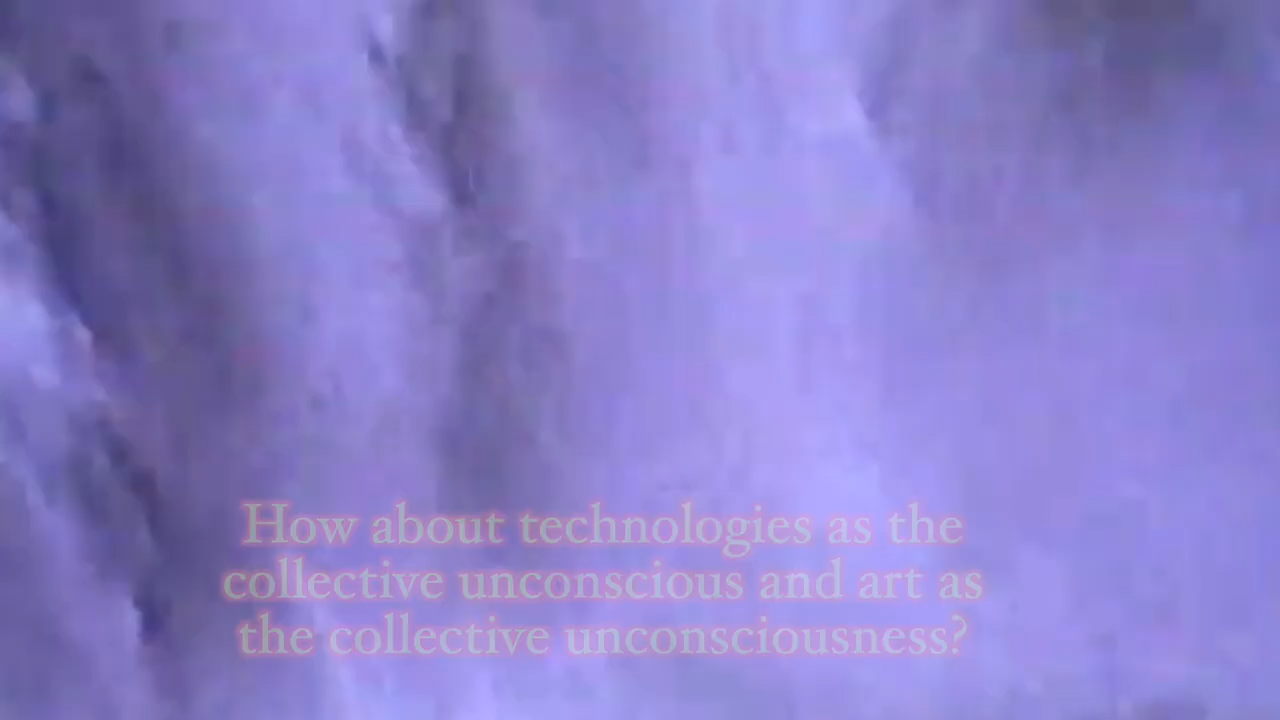 How about technologies as the
collective unconscious and art as
the collective unconsciousness?